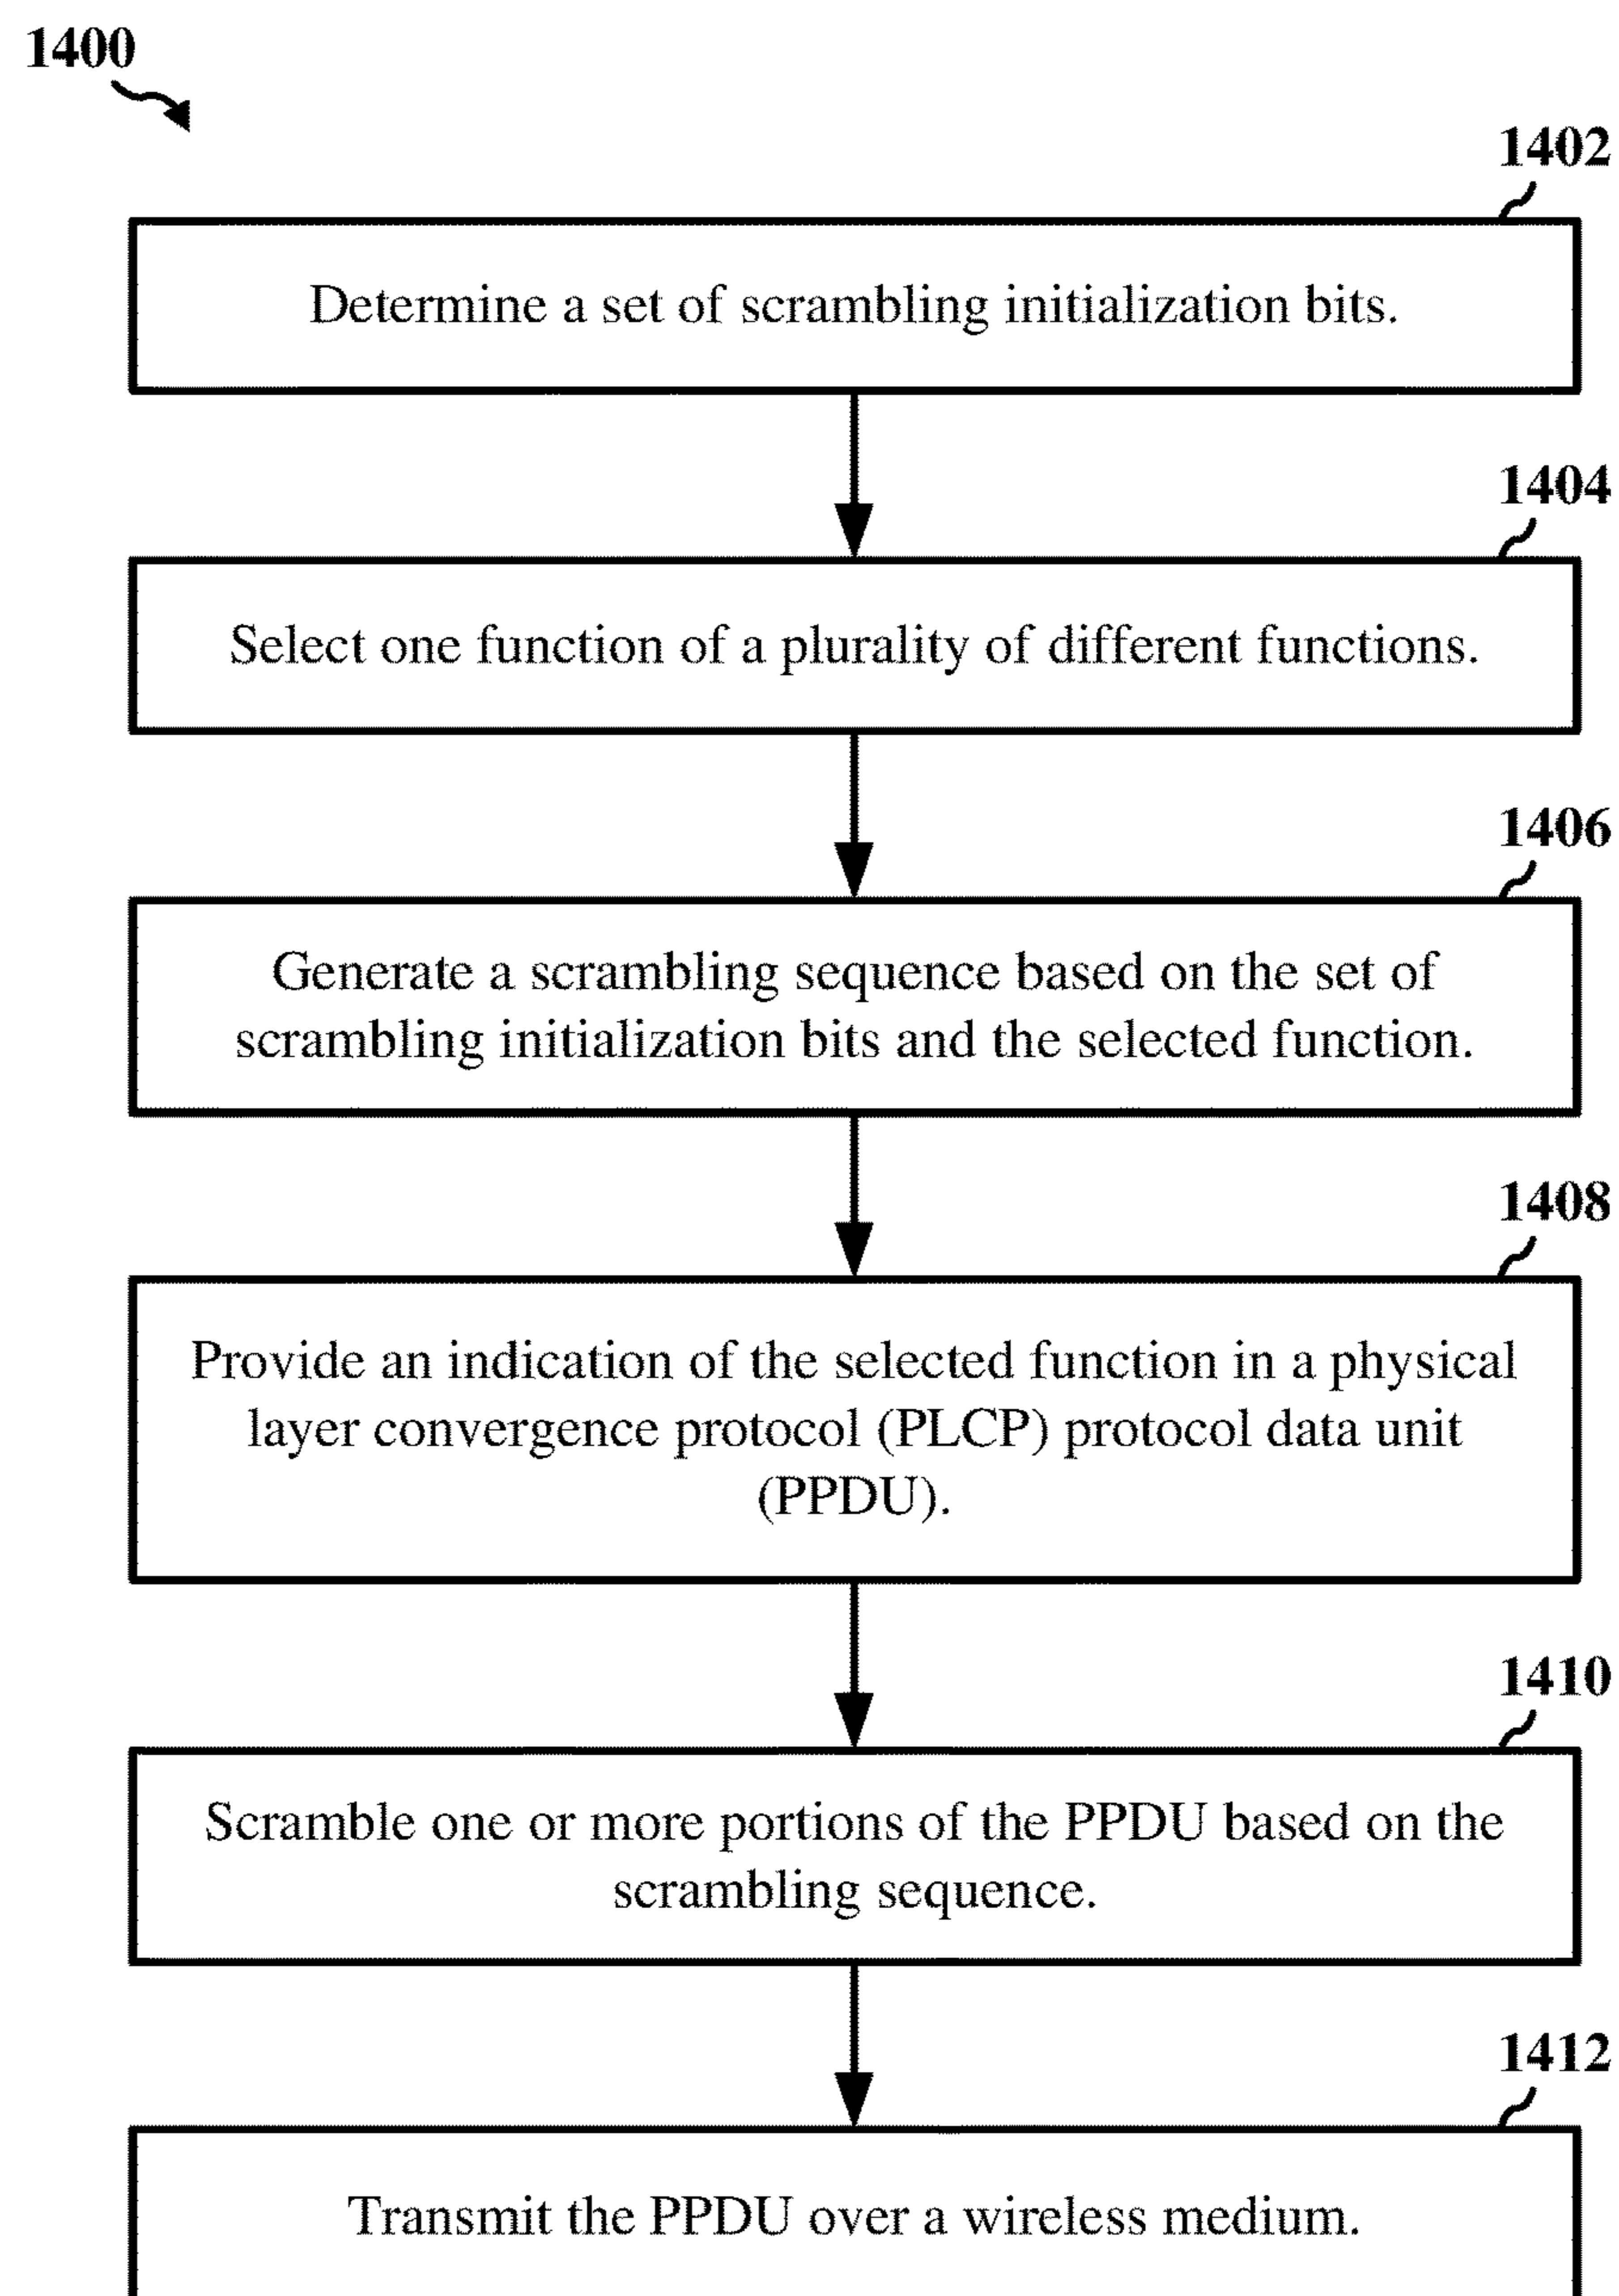 1400
1402
Determine a set of scrambling initialization bits.
1404
Select one function of a plurality of different functions.
1406
Generate a scrambling sequence based on the set of
scrambling initialization bits and the selected function.
1408
Provide an indication of the selected function in a physical
layer convergence protocol (PLCP) protocol data unit
(PPDU).
1410
Scramble one or more portions of the PPDU based on the
scrambling sequence.
1412
Transmit the PPDU over a wireless medium.